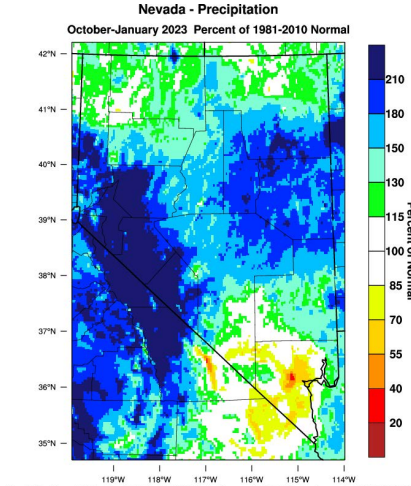 Nevada - Precipitation
October-January 2023 Percent of 1981-2010 Normal
42°N
41°N
40°N
39°N
38°N
37°N
36°N
35°N
119°W 118°W 117°W 116°W 115°W 114°W
210
180
150
130
115
100
85
70
55
40
20
Percent of Normal